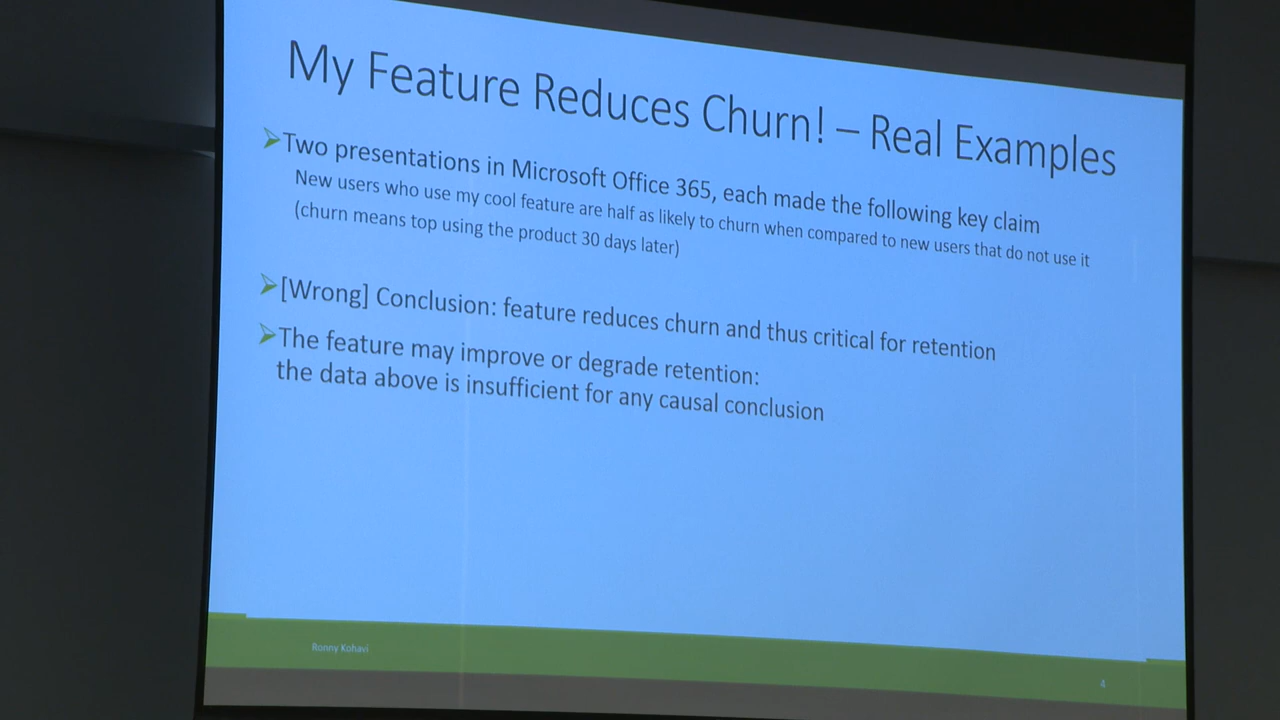 My Feature Reduces Churn! – Real Examples
Two presentations in Microsoft Office 365, each made the following key claim
New users who use my cool feature are half as likely to churn when compared to new users that do not use it
(churn means top using the product 30 days later)
[Wrong] Conclusion: feature reduces churn and thus critical for retention
The feature may improve or degrade retention:
the data above is insufficient for any causal conclusion
Ronny Kohavi
4